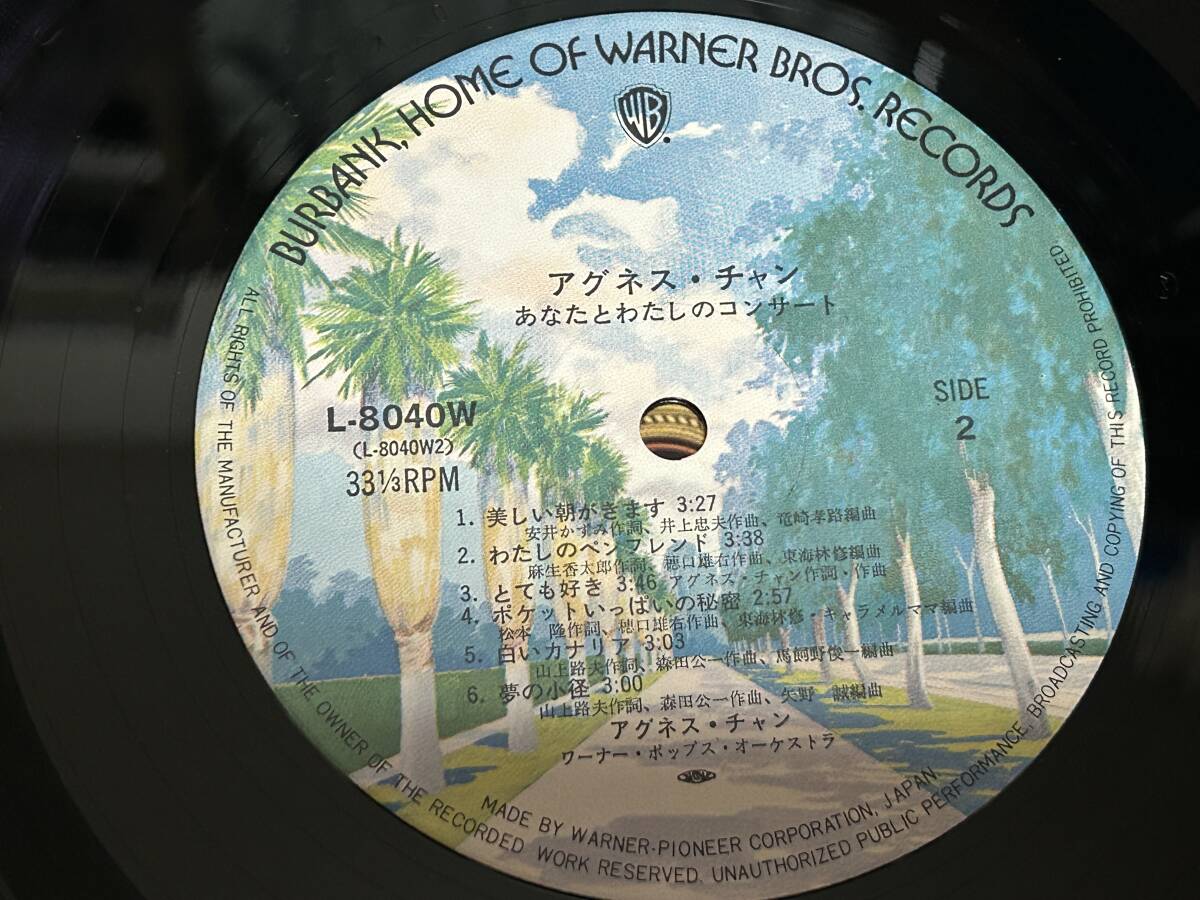 BURBANK, HOME OF WARNER BROS. RECORDS
WB
アグネス・チャン
あなたとわたしのコンサート
L-8040W
(L-8040W2)
33 1/3 RPM
SIDE
2
1. 美しい朝がきます 3:27
安井かずみ作詞、井上忠夫作曲、竜崎孝路編曲
2. わたしのペンフレンド 3:38
麻生香太郎作詞、穂口雄右作曲、東海林修編曲
3. とても好き 3:46 アグネス・チャン作詞・作曲
4. ポケットいっぱいの秘密 2:57
松本 隆作詞、穂口雄右作曲、東海林修・キャラメルママ編曲
5. 白いカナリア 3:03
山上路夫作詞、森田公一作曲、馬飼野俊一編曲
6. 夢の小径 3:00
山上路夫作詞、森田公一作曲、矢野 誠編曲
アグネス・チャン
ワーナー・ポップス・オーケストラ
MADE BY WARNER-PIONEER CORPORATION, JAPAN.
ALL RIGHTS OF THE MANUFACTURER AND OF THE OWNER OF THE RECORDED WORK RESERVED. UNAUTHORIZED PUBLIC PERFORMANCE, BROADCASTING AND COPYING OF THIS RECORD PROHIBITED